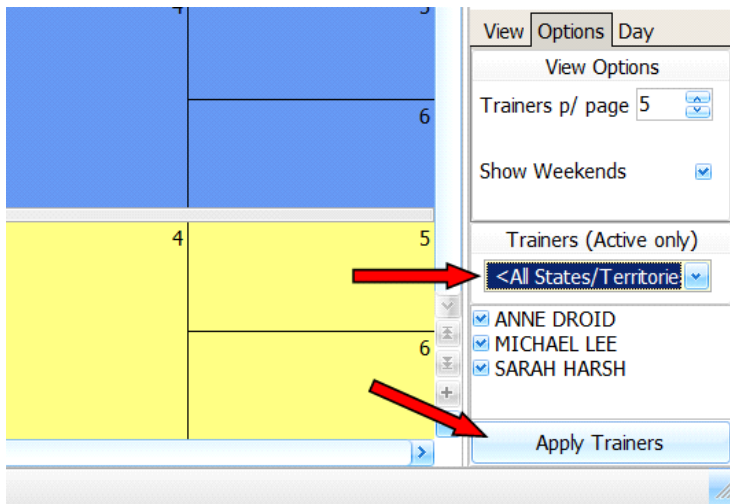 4
5
6
4
5
6
View Options Day
View Options
Trainers p/ page 5
Show Weekends
Trainers (Active only)
<All States/Territorie
ANNE DROID
MICHAEL LEE
SARAH HARSH
Apply Trainers